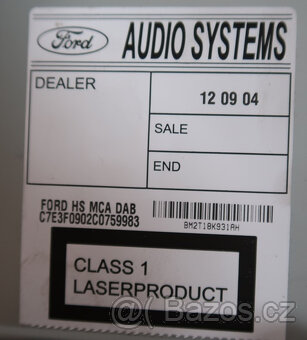 Ford AUDIO SYSTEMS
DEALER
12 09 04
SALE
END
FORD HS MCA DAB
C7E3F0902C0759983
BM2T18K931AH
CLASS 1
LASERPRODUCT
Bazos.cz